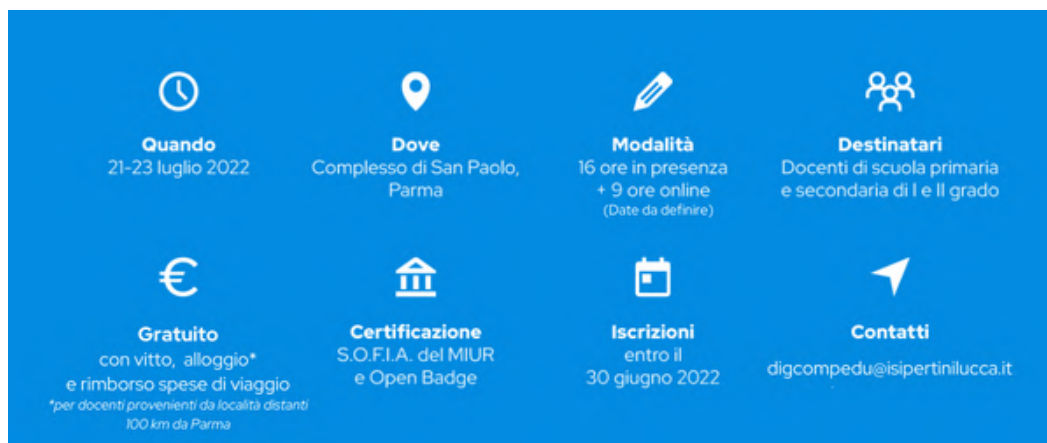 Quando
21-23 luglio 2022
Dove
Complesso di San Paolo,
Parma
Modalità
16 ore in presenza
+ 9 ore online
(Date da definire)
Destinatari
Docenti di scuola primaria
e secondaria di I e II grado
Gratuito
con vitto, alloggio*
e rimborso spese di viaggio
*per docenti provenienti da località distanti
100 km da Parma
Certificazione
S.O.F.I.A. del MIUR
e Open Badge
Iscrizioni
entro il
30 giugno 2022
Contatti
digcompedu@isipertinilucca.it